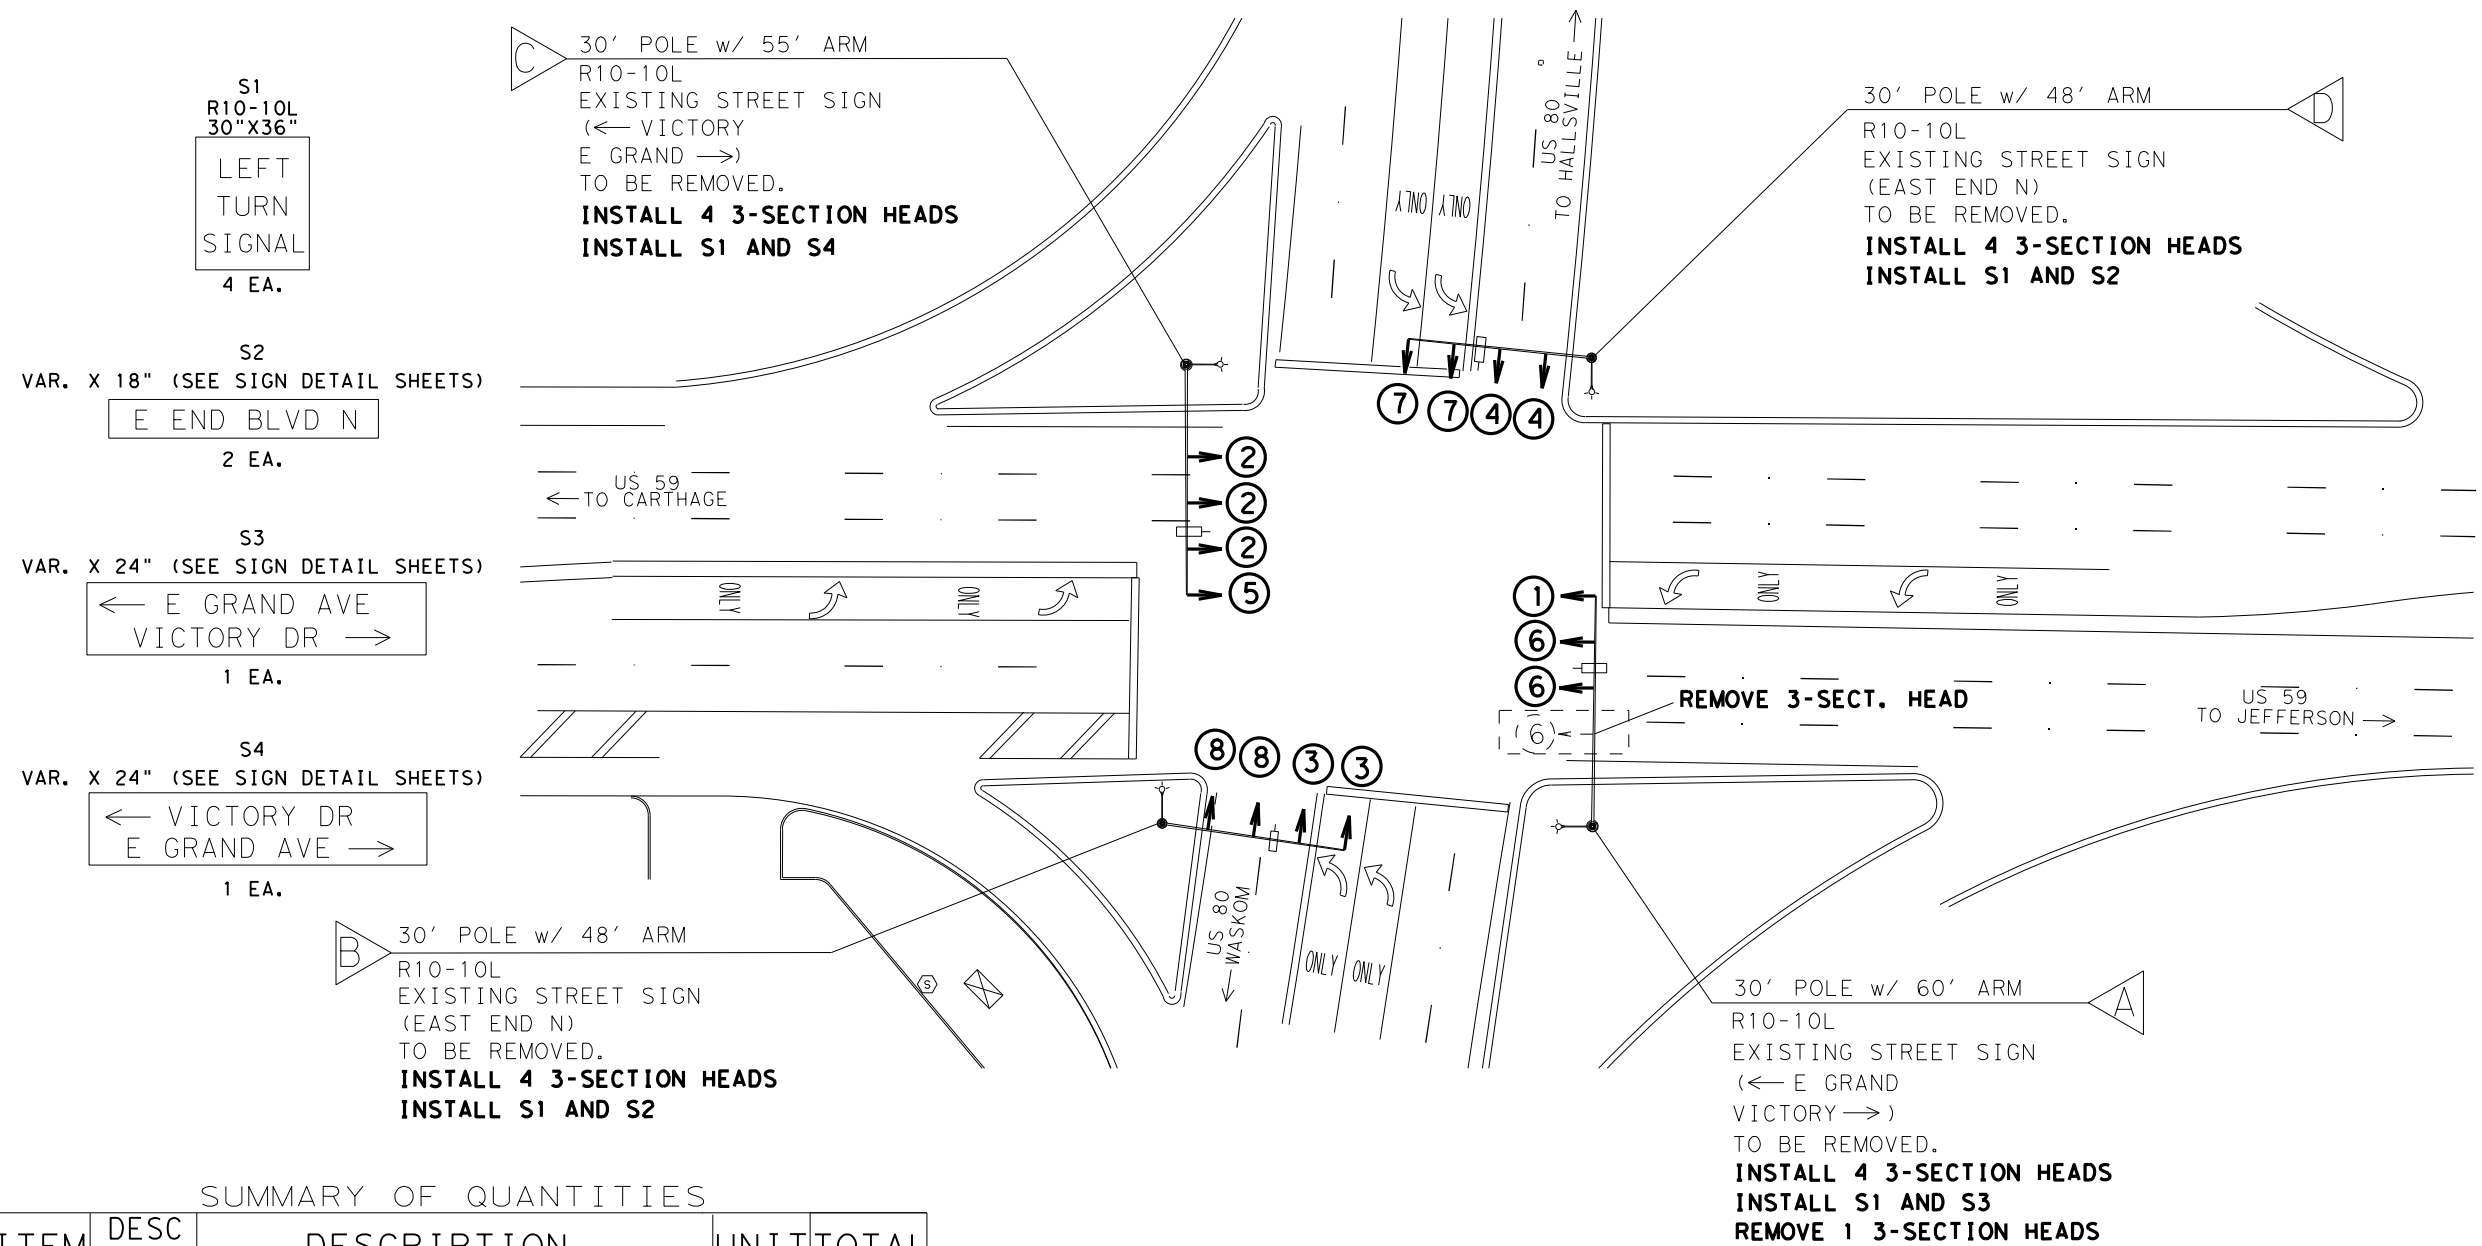 S1
R10-10L
30"X36"
LEFT
TURN
SIGNAL
4 EA.
S2
VAR. X 18" (SEE SIGN DETAIL SHEETS)
E END BLVD N
2 EA.
S3
VAR. X 24" (SEE SIGN DETAIL SHEETS)
← E GRAND AVE
VICTORY DR →
1 EA.
S4
VAR. X 24" (SEE SIGN DETAIL SHEETS)
← VICTORY DR
E GRAND AVE →
1 EA.
C
30' POLE w/ 55' ARM
R10-10L
EXISTING STREET SIGN
(← VICTORY
E GRAND →)
TO BE REMOVED.
INSTALL 4 3-SECTION HEADS
INSTALL S1 AND S4
D
30' POLE w/ 48' ARM
R10-10L
EXISTING STREET SIGN
(EAST END N)
TO BE REMOVED.
INSTALL 4 3-SECTION HEADS
INSTALL S1 AND S2
US 80
TO HALLSVILLE →
ONLY
ONLY
7
7
4
4
2
2
2
5
US 59
← TO CARTHAGE
ONLY
ONLY
ONLY
ONLY
1
6
6
6
REMOVE 3-SECT. HEAD
US 59
TO JEFFERSON →
8
8
3
3
US 80
← WASKOM
ONLY
ONLY
S
B
30' POLE w/ 48' ARM
R10-10L
EXISTING STREET SIGN
(EAST END N)
TO BE REMOVED.
INSTALL 4 3-SECTION HEADS
INSTALL S1 AND S2
A
30' POLE w/ 60' ARM
R10-10L
EXISTING STREET SIGN
(← E GRAND
VICTORY → )
TO BE REMOVED.
INSTALL 4 3-SECTION HEADS
INSTALL S1 AND S3
REMOVE 1 3-SECTION HEADS
SUMMARY OF QUANTITIES
ITEM
DESC
DESCRIPTION
UNIT
TOTAL